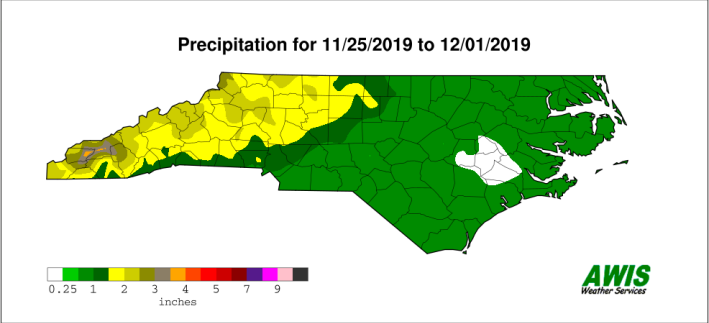 Precipitation for 11/25/2019 to 12/01/2019
0.25 1 2 3 4 5 7 9
inches
AWIS
Weather Services